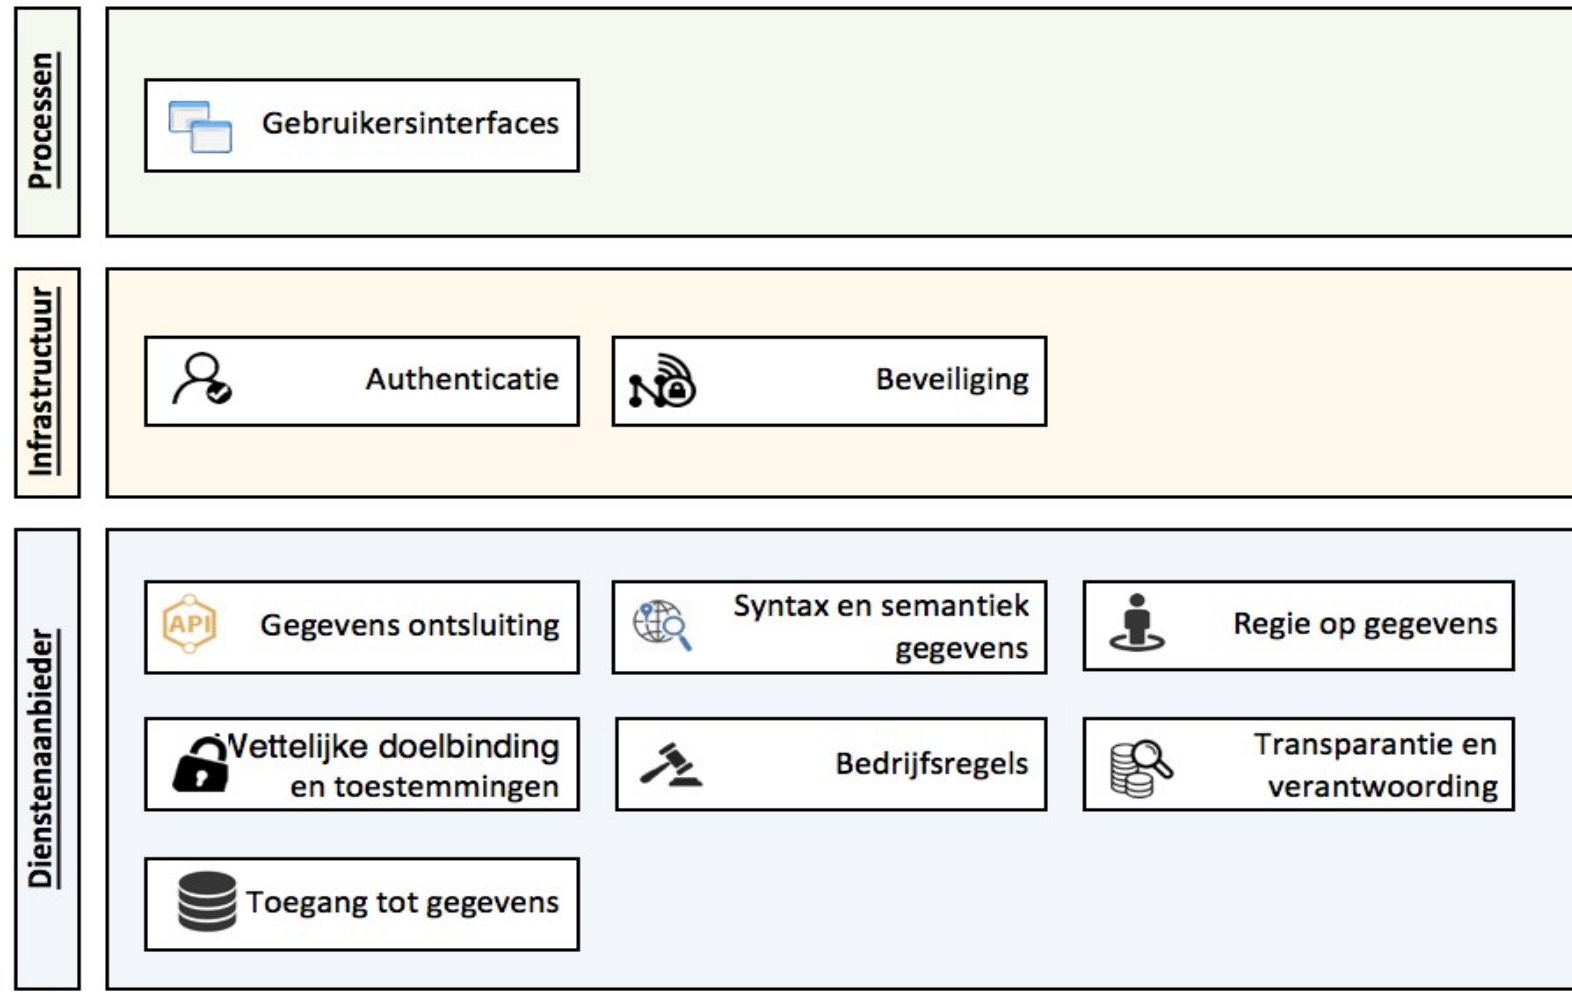 Processen
Gebruikersinterfaces
Infrastructuur
Authenticatie
Beveiliging
Dienstenaanbieder
API
Gegevens ontsluiting
Syntax en semantiek
gegevens
Regie op gegevens
Wettelijke doelbinding
en toestemmingen
Bedrijfsregels
Transparantie en
verantwoording
Toegang tot gegevens